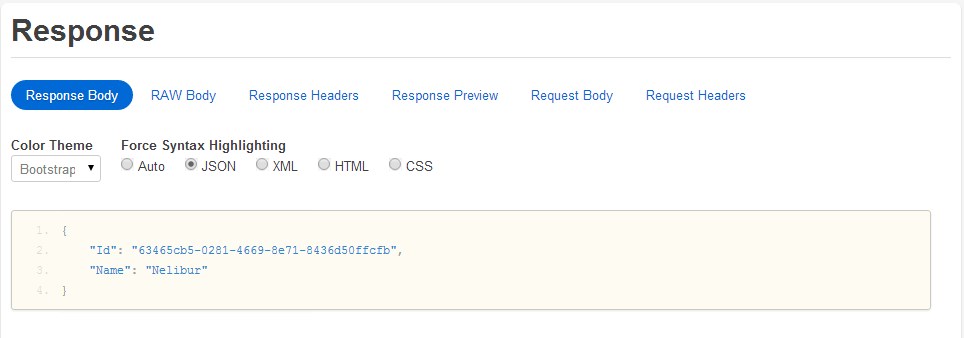 Response
Response Body RAW Body Response Headers Response Preview Request Body Request Headers
Color Theme Force Syntax Highlighting
Bootstrap Auto JSON XML HTML CSS
1. {
2. "Id": "63465cb5-0281-4669-8e71-8436d50ffcfb",
3. "Name": "Nelibur"
4. }